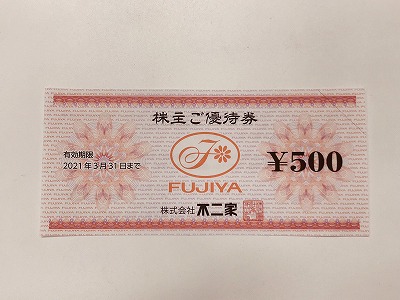 株主ご優待券
有効期限
2021年3月31日まで
FUJIYA
¥500
株式会社 不二家